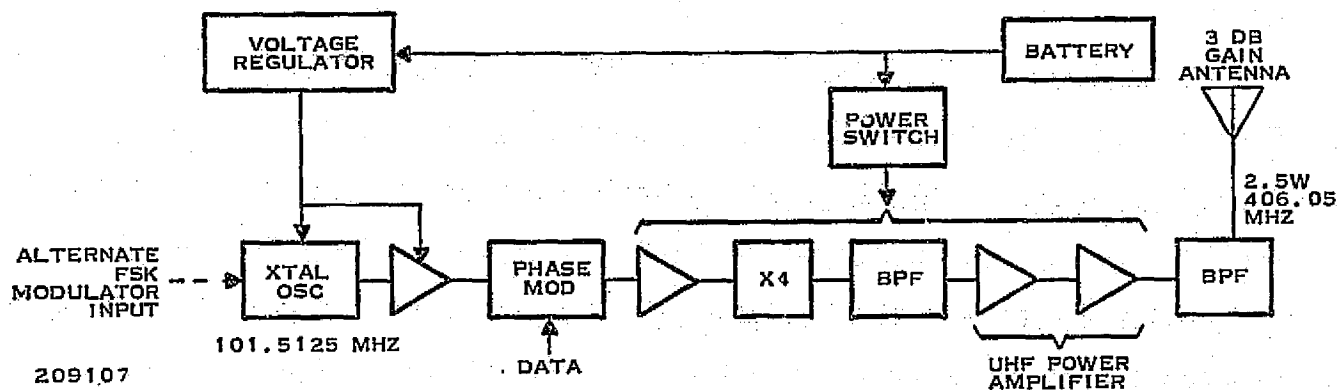 VOLTAGE
REGULATOR
BATTERY
3 DB
GAIN
ANTENNA
POWER
SWITCH
2.5W
406.05
MHZ
ALTERNATE
FSK
MODULATOR
INPUT
XTAL
OSC
PHASE
MOD
X4
BPF
BPF
101.5125 MHZ
DATA
UHF POWER
AMPLIFIER
209107